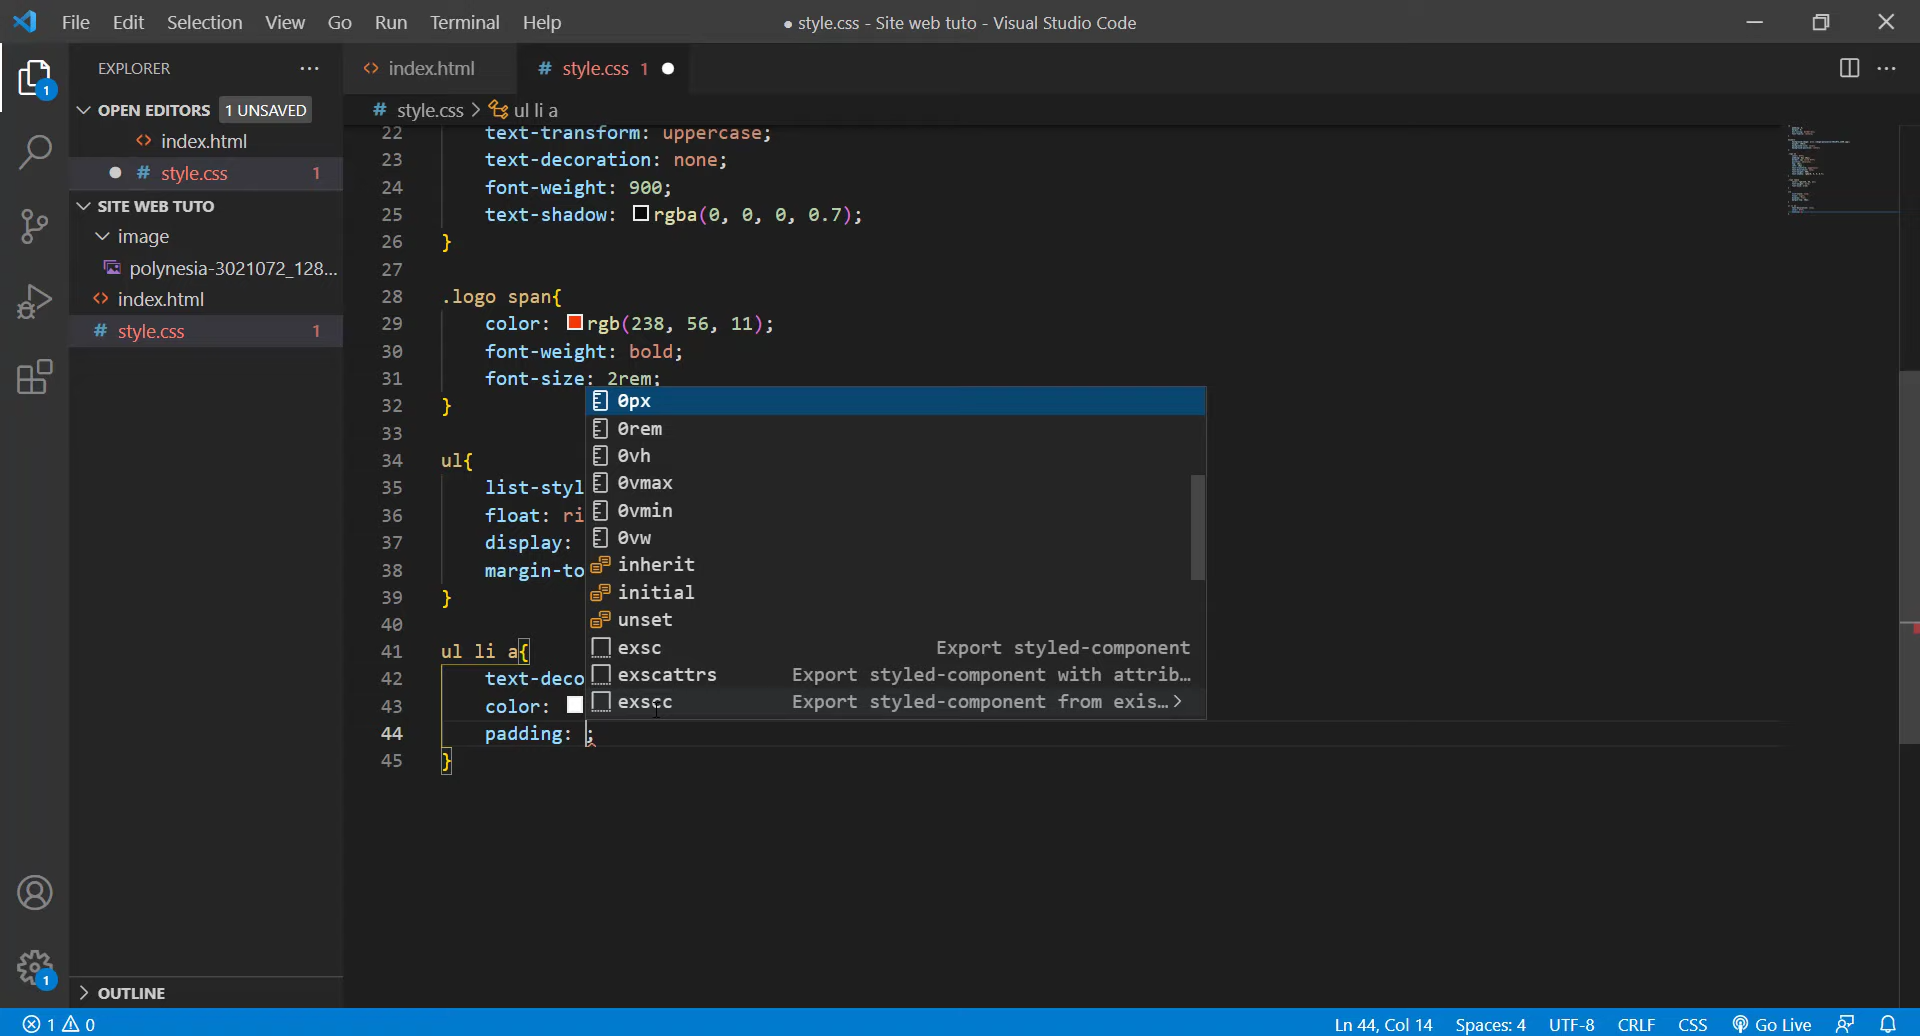 File Edit Selection View Go Run Terminal Help
● style.css - Site web tuto - Visual Studio Code
EXPLORER
OPEN EDITORS 1 UNSAVED
index.html
style.css 1
SITE WEB TUTO
image
polynesia-3021072_128...
index.html
style.css 1
OUTLINE
1
1
index.html
# style.css 1
# style.css > ul li a
22 text-transform: uppercase;
23 text-decoration: none;
24 font-weight: 900;
25 text-shadow: rgba(0, 0, 0, 0.7);
26 }
27
28 .logo span{
29 color: rgb(238, 56, 11);
30 font-weight: bold;
31 font-size: 2rem;
32 }
33
34 ul{
35 list-styl
36 float: ri
37 display:
38 margin-to
39 }
40
41 ul li a{
42 text-deco
43 color:
44 padding: ;
45 }
0px
0rem
0vh
0vmax
0vmin
0vw
inherit
initial
unset
exsc Export styled-component
exscattrs Export styled-component with attrib...
exscc Export styled-component from exis...
1 0
Ln 44, Col 14 Spaces: 4 UTF-8 CRLF CSS Go Live